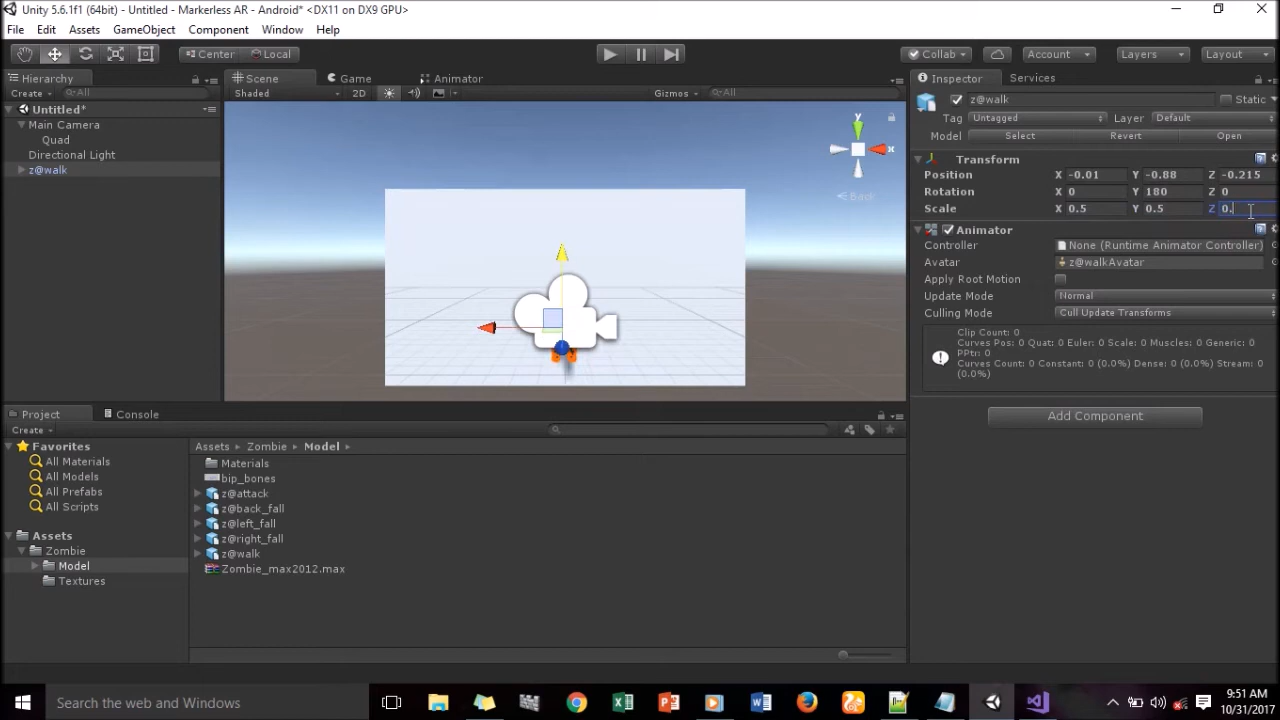 Unity 5.6.1f1 (64bit) - Untitled - Markerless AR - Android* <DX11 on DX9 GPU>
File Edit Assets GameObject Component Window Help
Center Local Collab Account Layers Layout
Hierarchy
Create All
Untitled*
Main Camera
Quad
Directional Light
z@walk
Scene Game Animator
Shaded 2D Gizmos All
y
x
Back
Inspector Services
z@walk Static
Tag Untagged Layer Default
Model Select Revert Open
Transform
Position X -0.01 Y -0.88 Z -0.215
Rotation X 0 Y 180 Z 0
Scale X 0.5 Y 0.5 Z 0.
Animator
Controller None (Runtime Animator Controller)
Avatar z@walkAvatar
Apply Root Motion
Update Mode Normal
Culling Mode Cull Update Transforms
Clip Count: 0
Curves Pos: 0 Quat: 0 Euler: 0 Scale: 0 Muscles: 0 Generic: 0
PPtr: 0
Curves Count: 0 Constant: 0 (0.0%) Dense: 0 (0.0%) Stream: 0
(0.0%)
Add Component
Project Console
Create
Favorites
All Materials
All Models
All Prefabs
All Scripts
Assets
Zombie
Model
Textures
Assets Zombie Model
Materials
bip_bones
z@attack
z@back_fall
z@left_fall
z@right_fall
z@walk
Zombie_max2012.max
Search the web and Windows
9:51 AM
10/31/2017